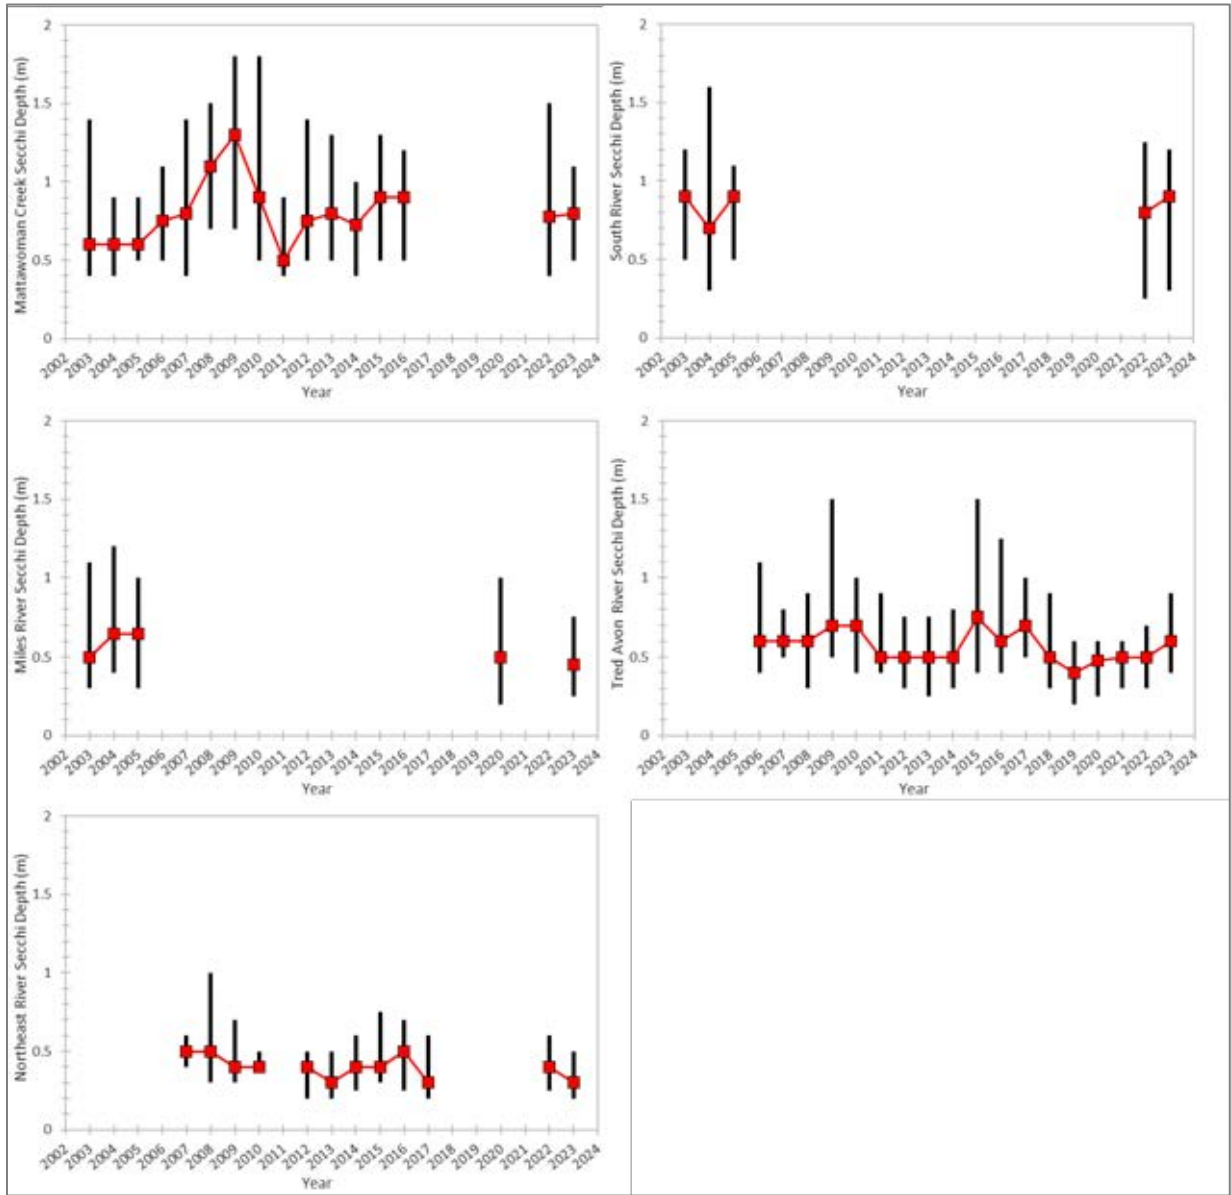 Mattawoman Creek Secchi Depth (m)
2
1.5
1
0.5
0
2002 2003 2004 2005 2006 2007 2008 2009 2010 2011 2012 2013 2014 2015 2016 2017 2018 2019 2020 2021 2022 2023 2024
Year
South River Secchi Depth (m)
2
1.5
1
0.5
0
2002 2003 2004 2005 2006 2007 2008 2009 2010 2011 2012 2013 2014 2015 2016 2017 2018 2019 2020 2021 2022 2023 2024
Year
Miles River Secchi Depth (m)
2
1.5
1
0.5
0
2002 2003 2004 2005 2006 2007 2008 2009 2010 2011 2012 2013 2014 2015 2016 2017 2018 2019 2020 2021 2022 2023 2024
Year
Tred Avon River Secchi Depth (m)
2
1.5
1
0.5
0
2002 2003 2004 2005 2006 2007 2008 2009 2010 2011 2012 2013 2014 2015 2016 2017 2018 2019 2020 2021 2022 2023 2024
Year
Northeast River Secchi Depth (m)
2
1.5
1
0.5
0
2002 2003 2004 2005 2006 2007 2008 2009 2010 2011 2012 2013 2014 2015 2016 2017 2018 2019 2020 2021 2022 2023 2024
Year